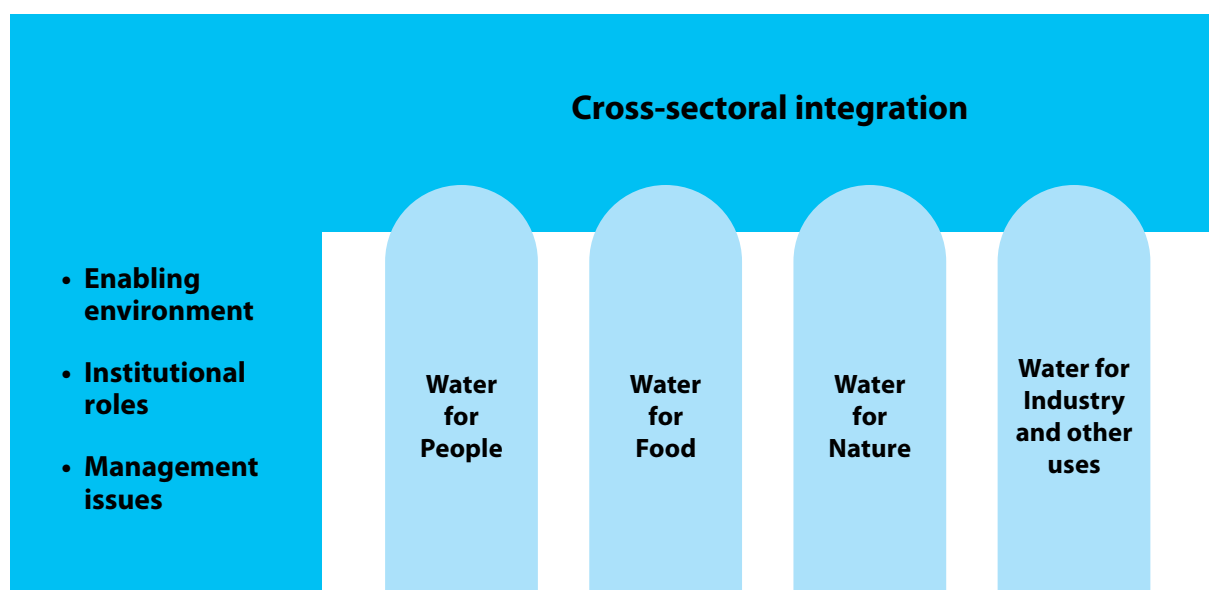 Cross-sectoral integration
• Enabling
environment
• Institutional
roles
• Management
issues
Water
for
People
Water
for
Food
Water
for
Nature
Water for
Industry
and other
uses